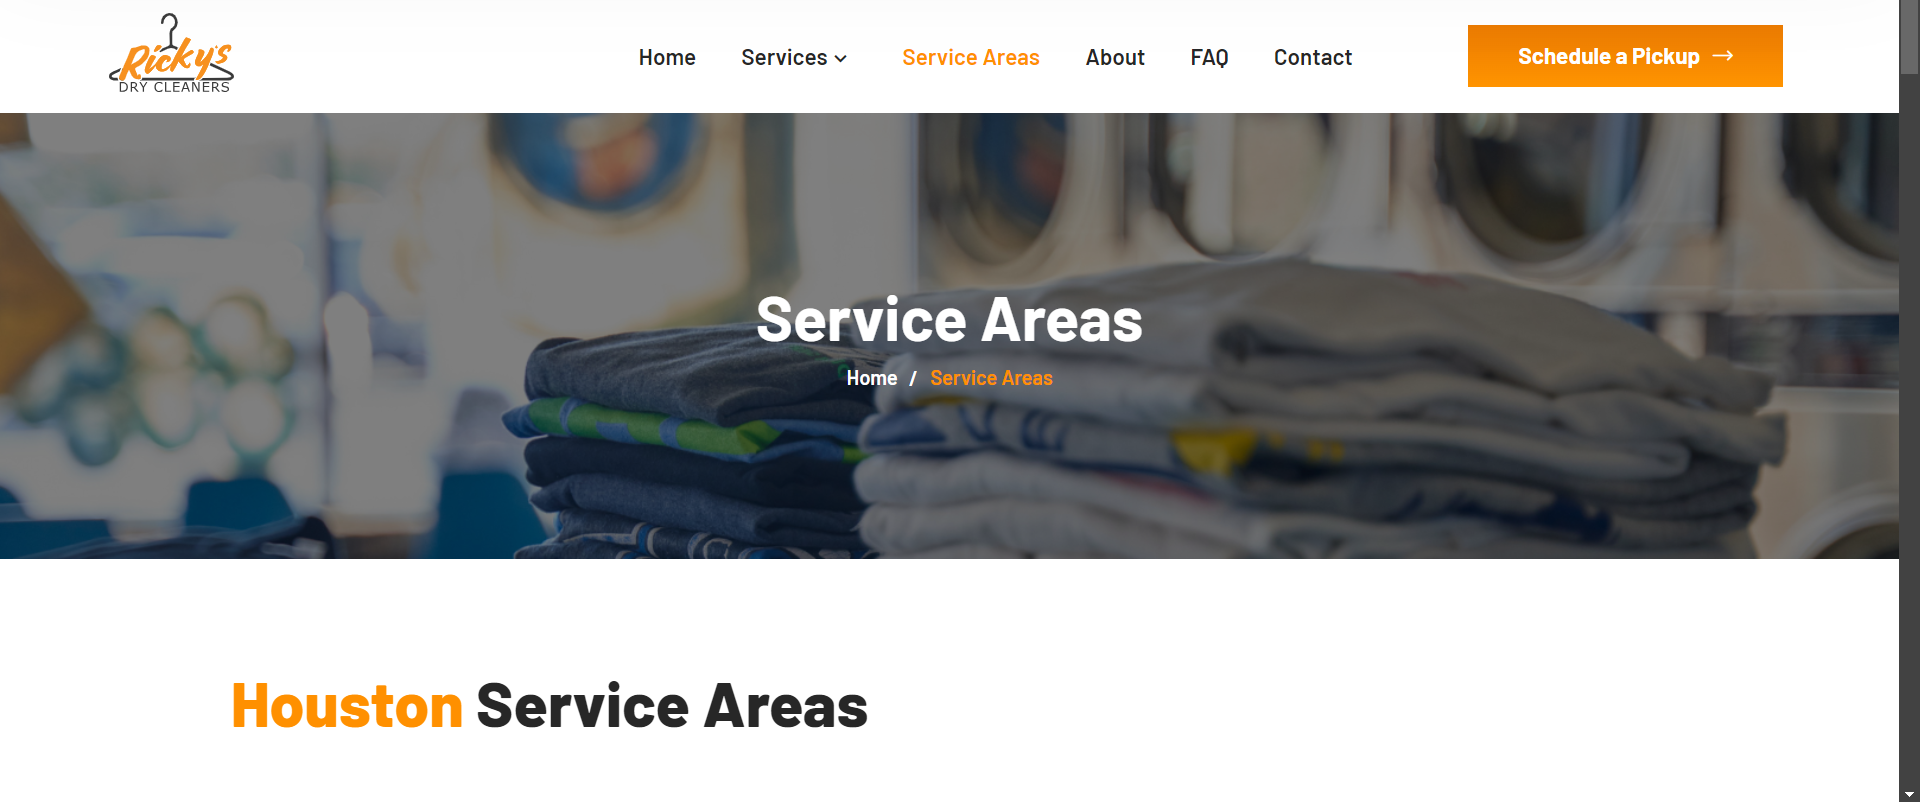 Ricky's
DRY CLEANERS
Home
Services
Service Areas
About
FAQ
Contact
Schedule a Pickup →
Service Areas
Home / Service Areas
Houston Service Areas